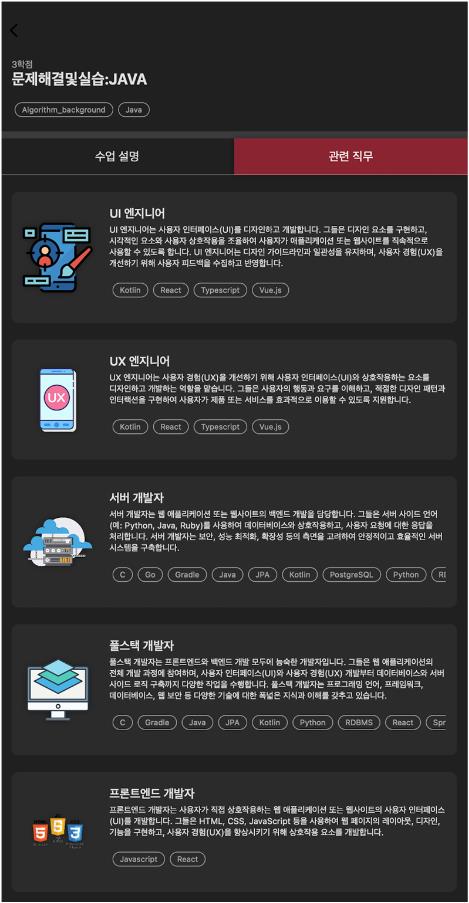 3학점
문제해결및실습:JAVA
Algorithm_background Java
수업 설명 관련 직무
UI 엔지니어
UI 엔지니어는 사용자 인터페이스(UI)를 디자인하고 개발합니다. 그들은 디자인 요소를 구현하고,
시각적인 요소와 사용자 상호작용을 조율하여 사용자가 애플리케이션 또는 웹사이트를 직속적으로
사용할 수 있도록 합니다. UI 엔지니어는 디자인 가이드라인과 일관성을 유지하며, 사용자 경험(UX)을
개선하기 위해 사용자 피드백을 수집하고 반영합니다.
Kotlin React Typescript Vue.js
UX
UX 엔지니어
UX 엔지니어는 사용자 경험(UX)을 개선하기 위해 사용자 인터페이스(UI)와 상호작용하는 요소를
디자인하고 개발하는 역할을 맡습니다. 그들은 사용자의 행동과 요구를 이해하고, 적절한 디자인 패턴과
인터랙션을 구현하여 사용자가 제품 또는 서비스를 효과적으로 이용할 수 있도록 지원합니다.
Kotlin React Typescript Vue.js
서버 개발자
서버 개발자는 웹 애플리케이션 또는 웹사이트의 백엔드 개발을 담당합니다. 그들은 서버 사이드 언어
(예: Python, Java, Ruby)를 사용하여 데이터베이스와 상호작용하고, 사용자 요청에 대한 응답을
처리합니다. 서버 개발자는 보안, 성능 최적화, 확장성 등의 측면을 고려하여 안정적이고 효율적인 서버
시스템을 구축합니다.
C Go Gradle Java JPA Kotlin PostgreSQL Python
풀스택 개발자
풀스택 개발자는 프론트엔드와 백엔드 개발 모두에 능숙한 개발자입니다. 그들은 웹 애플리케이션의
전체 개발 과정에 참여하며, 사용자 인터페이스(UI)와 사용자 경험(UX) 개발부터 데이터베이스와 서버
사이드 로직 구축까지 다양한 작업을 수행합니다. 풀스택 개발자는 프로그래밍 언어, 프레임워크,
데이터베이스, 웹 보안 등 다양한 기술에 대한 폭넓은 지식과 이해를 갖추고 있습니다.
C Gradle Java JPA Kotlin Python RDBMS React Spr
5 3
프론트엔드 개발자
프론트엔드 개발자는 사용자가 직접 상호작용하는 웹 애플리케이션 또는 웹사이트의 사용자 인터페이스
(UI)를 개발합니다. 그들은 HTML, CSS, JavaScript 등을 사용하여 웹 페이지의 레이아웃, 디자인,
기능을 구현하고, 사용자 경험(UX)을 향상시키기 위해 상호작용 요소를 개발합니다.
Javascript React